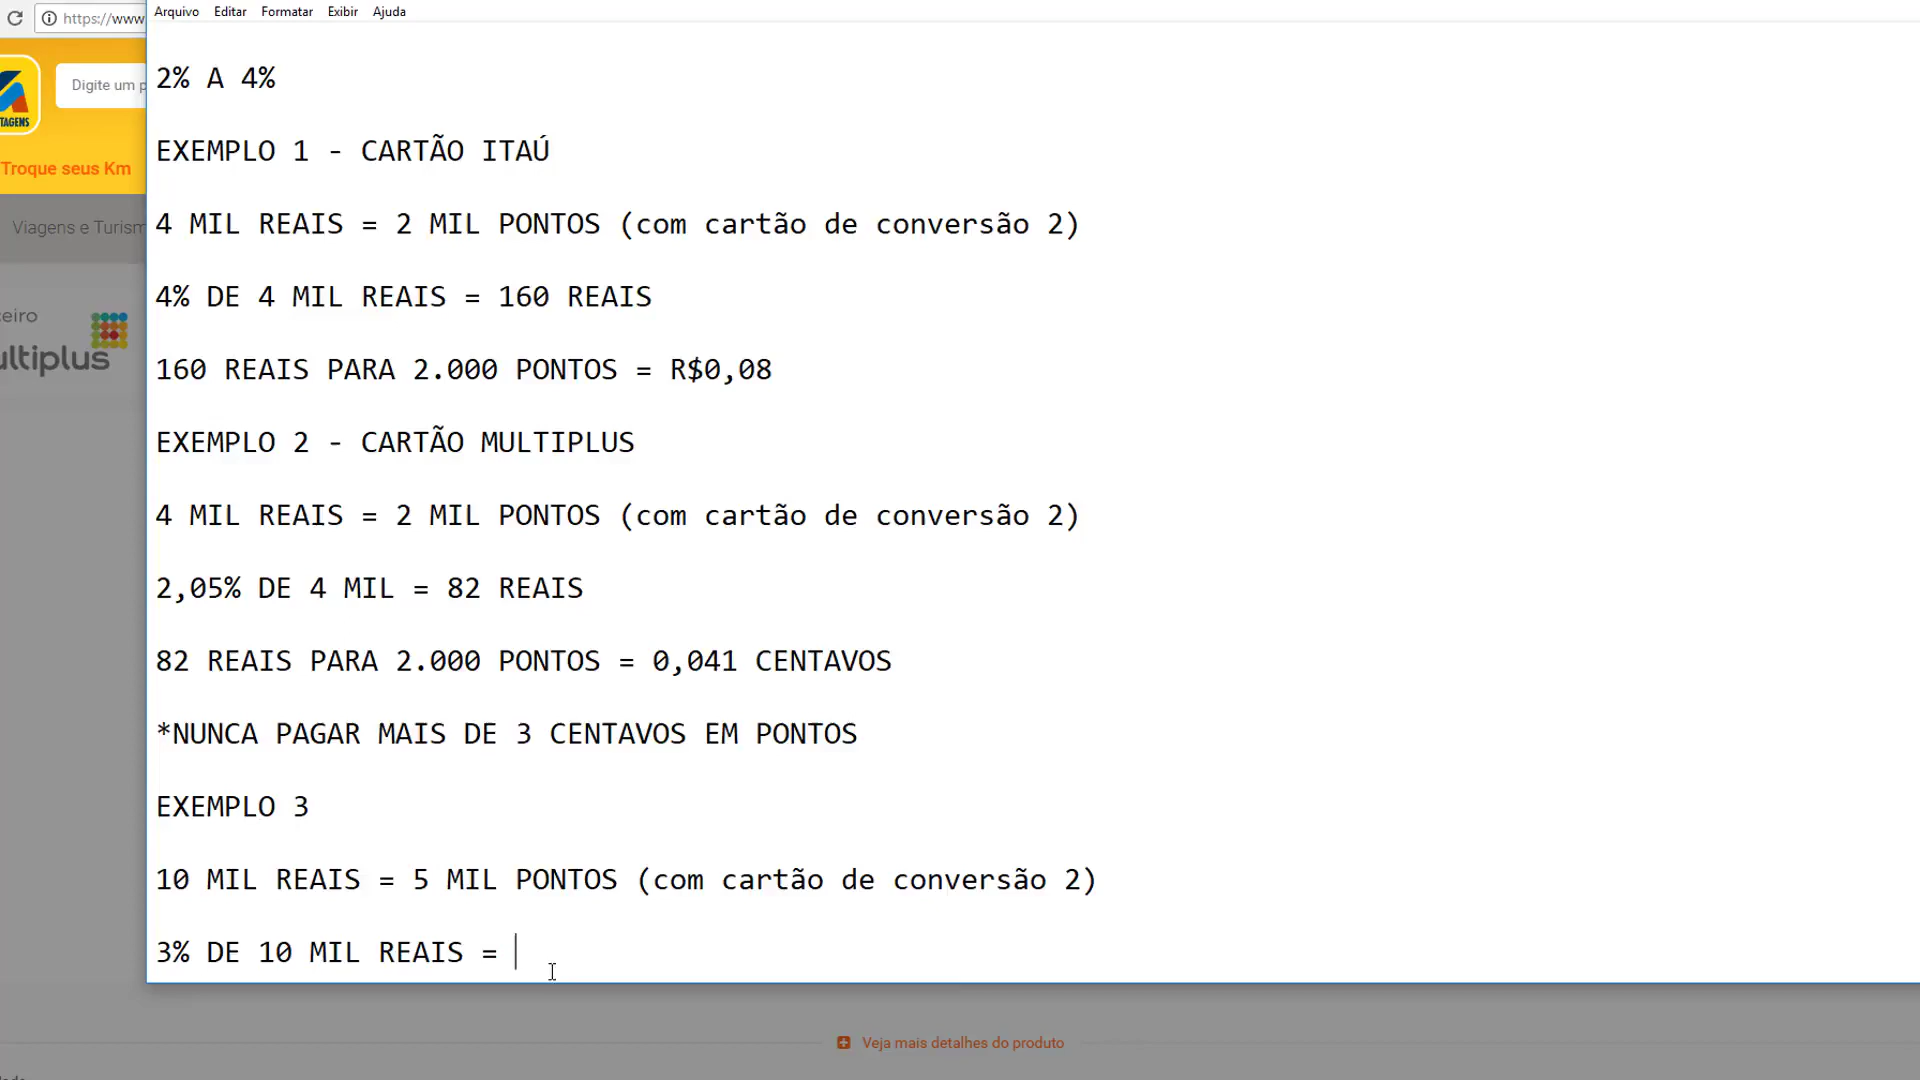 https://www
Arquivo Editar Formatar Exibir Ajuda
Digite um p
TAGENS
Troque seus Km
Viagens e Turism
ceiro
ultiplus
2% A 4%
EXEMPLO 1 - CARTÃO ITAÚ
4 MIL REAIS = 2 MIL PONTOS (com cartão de conversão 2)
4% DE 4 MIL REAIS = 160 REAIS
160 REAIS PARA 2.000 PONTOS = R$0,08
EXEMPLO 2 - CARTÃO MULTIPLUS
4 MIL REAIS = 2 MIL PONTOS (com cartão de conversão 2)
2,05% DE 4 MIL = 82 REAIS
82 REAIS PARA 2.000 PONTOS = 0,041 CENTAVOS
*NUNCA PAGAR MAIS DE 3 CENTAVOS EM PONTOS
EXEMPLO 3
10 MIL REAIS = 5 MIL PONTOS (com cartão de conversão 2)
3% DE 10 MIL REAIS =
Veja mais detalhes do produto